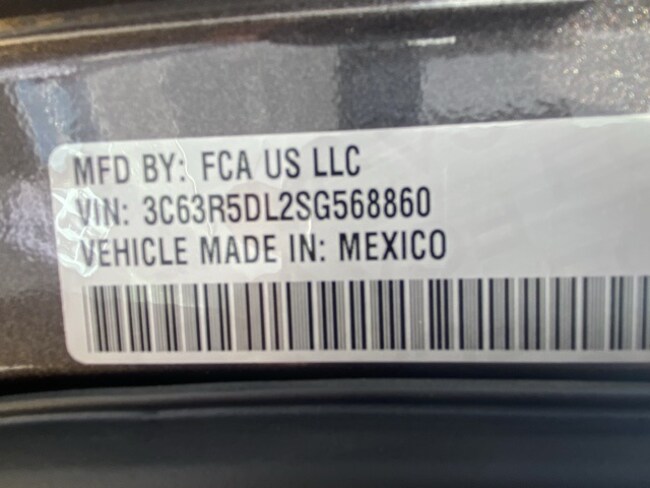 MFD BY: FCA US LLC
VIN: 3C63R5DL2SG568860
VEHICLE MADE IN: MEXICO